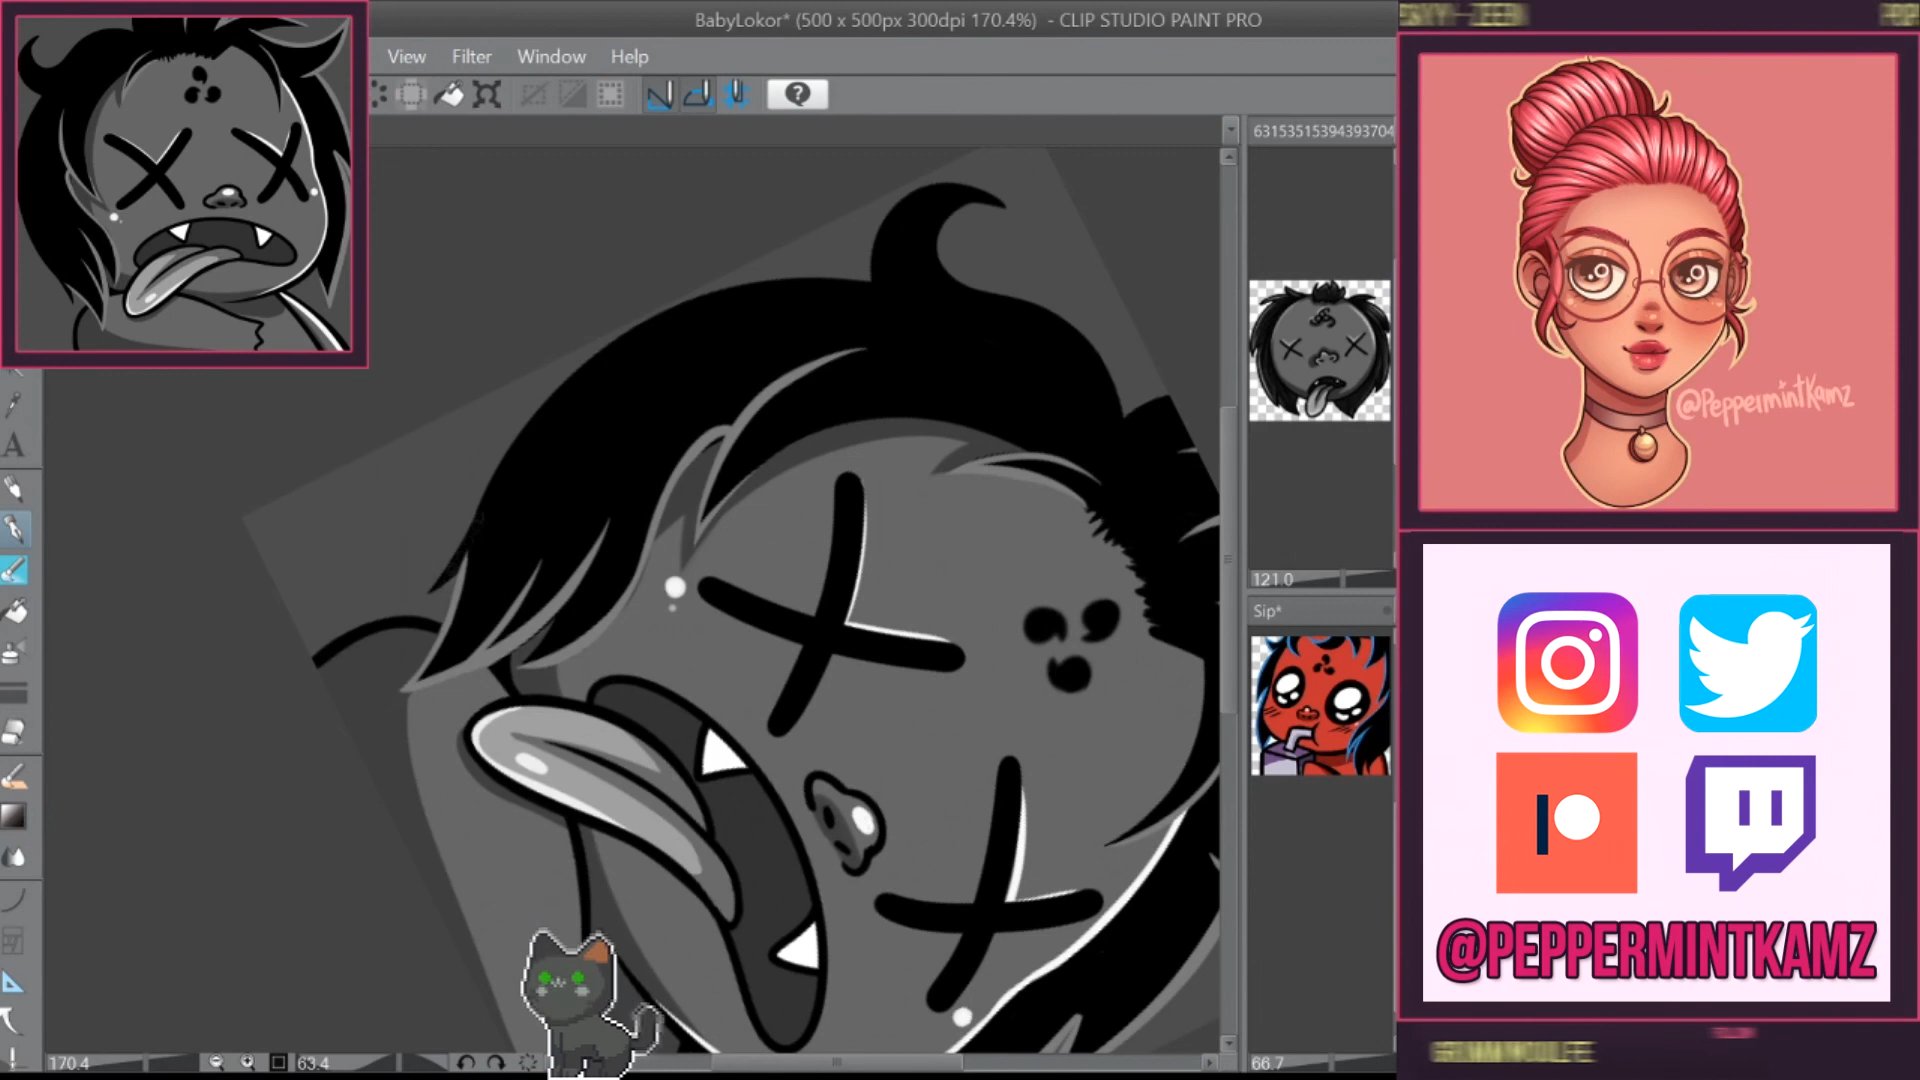 BabyLokor* (500 x 500px 300dpi 170.4%) - CLIP STUDIO PAINT PRO
View Filter Window Help
63153515394393704
@PeppermintKamz
A
121.0
Sip*
@PEPPERMINTKAMZ
170.4
63.4
66.7